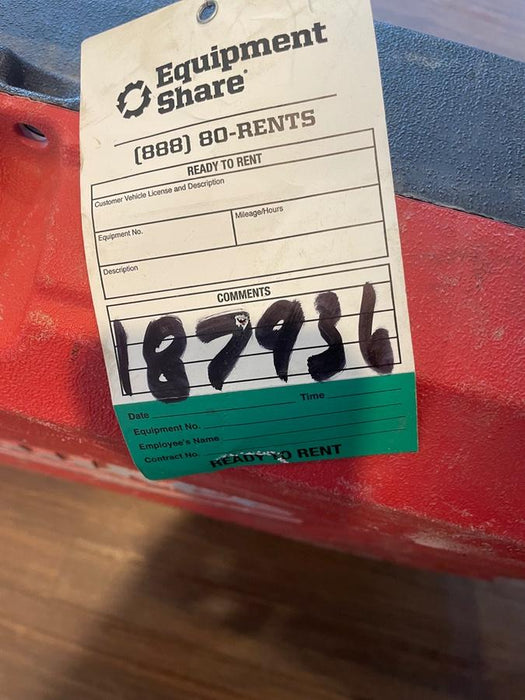 Equipment
Share
(888) 80-RENTS
READY TO RENT
Customer Vehicle License and Description
Equipment No.
Mileage/Hours
Description
COMMENTS
187936
Date
Time
Equipment No.
Employee's Name
Contract No.
READY TO RENT